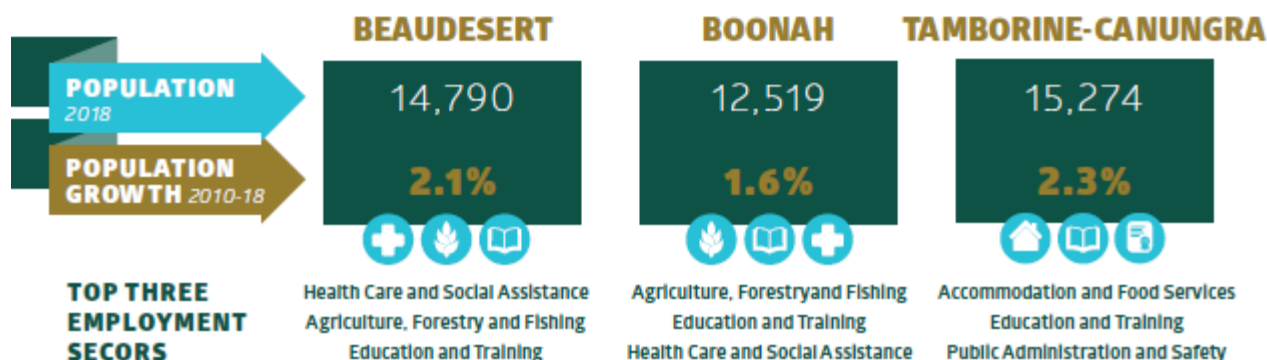 BEAUDESERT
BOONAH
TAMBORINE-CANUNGRA
POPULATION
2018
14,790
12,519
15,274
POPULATION
GROWTH 2010-18
2.1%
1.6%
2.3%
TOP THREE
EMPLOYMENT
SECORS
Health Care and Social Assistance
Agriculture, Forestry and Fishing
Education and Training
Agriculture, Forestryand Fishing
Education and Training
Health Care and Social Assistance
Accommodation and Food Services
Education and Training
Public Administration and Safety